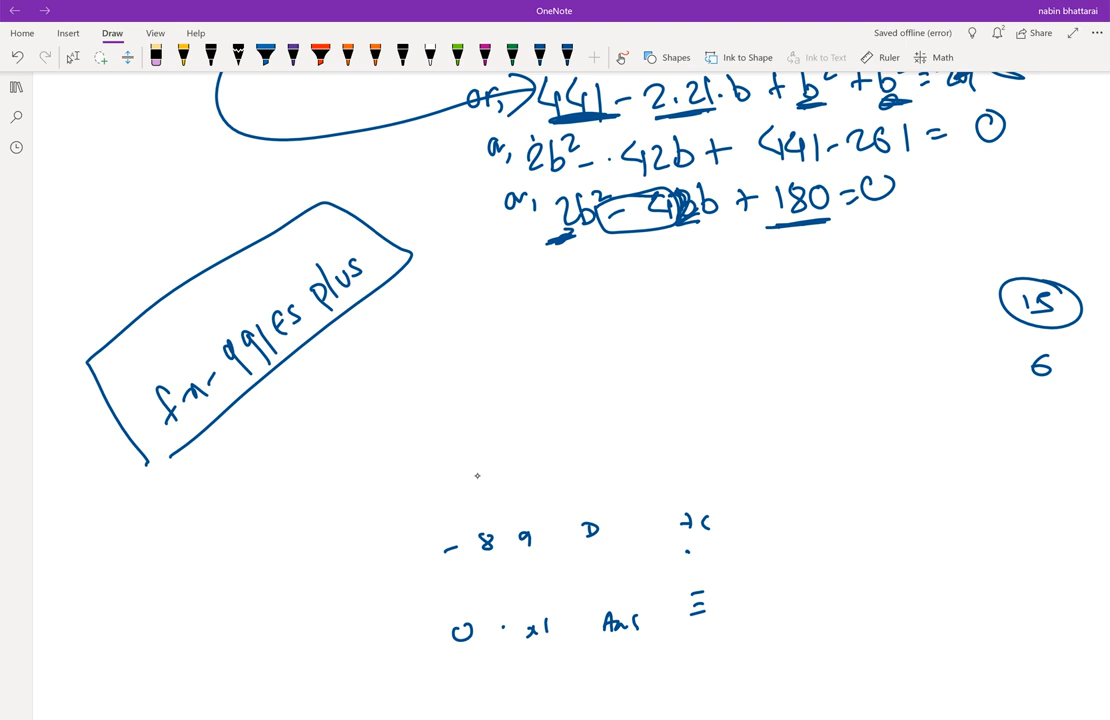 OneNote
nabin bhattarai
Home Insert Draw View Help
Saved offline (error) Share
Shapes Ink to Shape Ink to Text Ruler Math
or, 441 - 2.21.b + b² + b² =
or, 2b² - 42b + 441 - 261 = 0
or, 2b² - 42b + 180 = 0
fx-991ES plus
15
6
- 8 9 D AC
0 . x1 Ans =